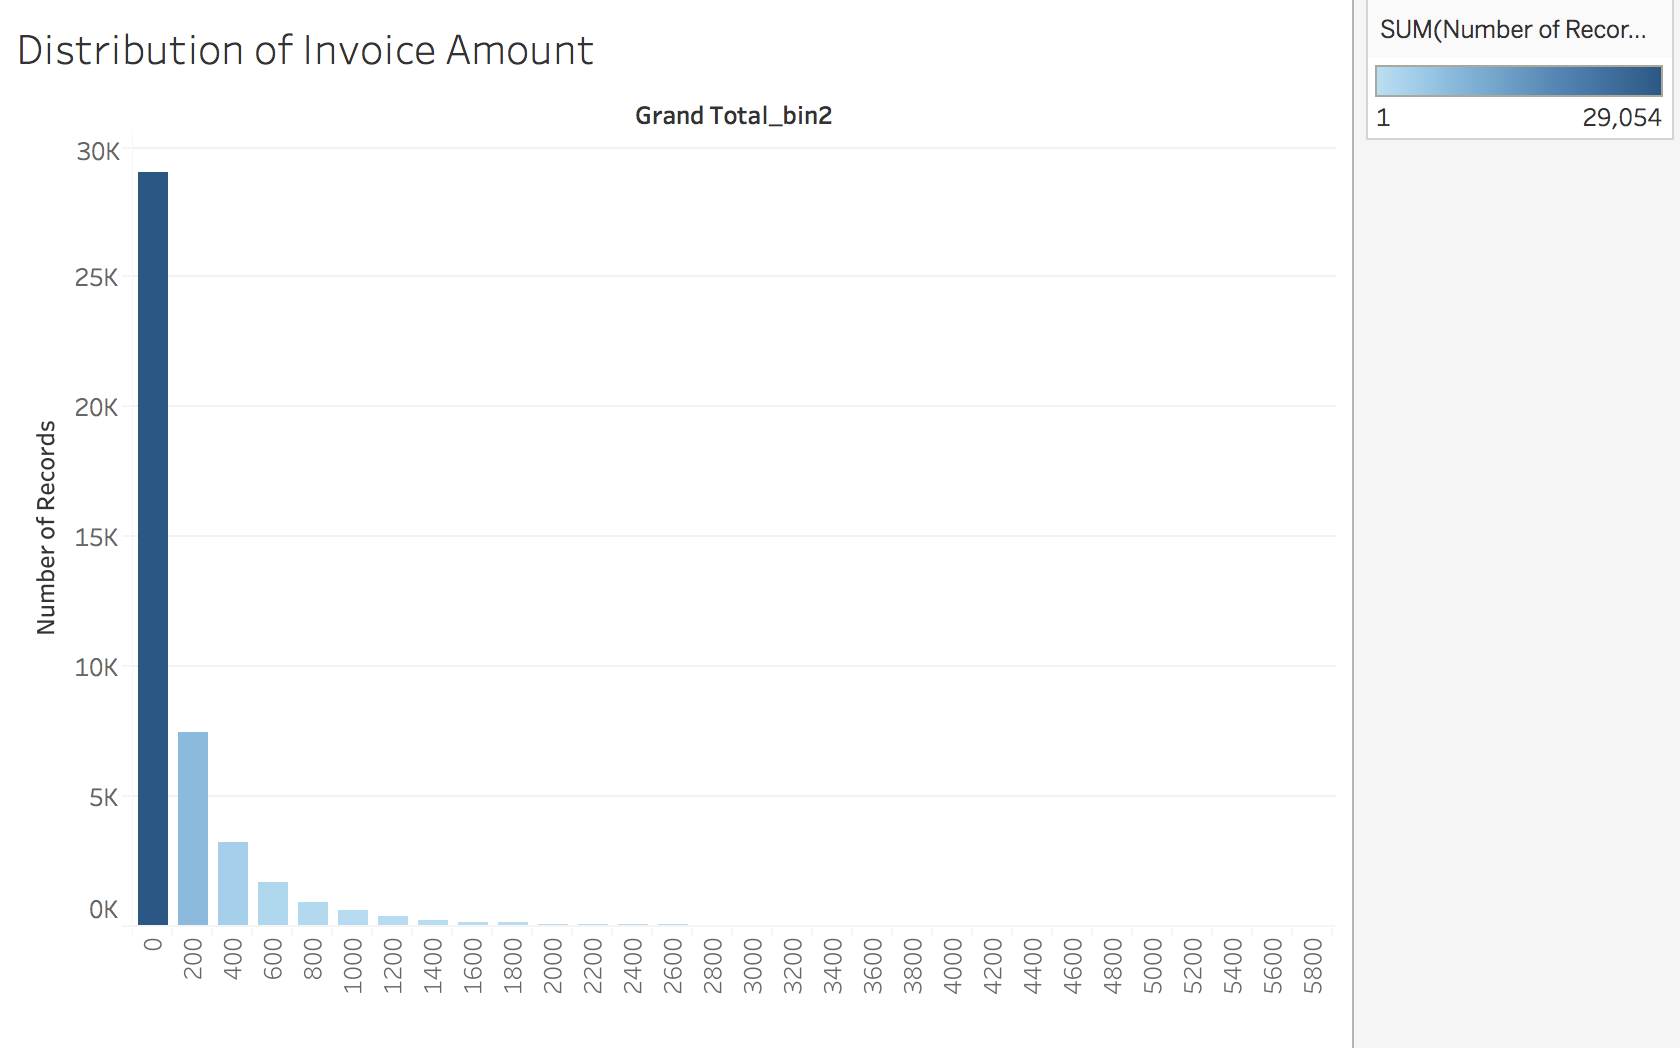 Distribution of Invoice Amount
Grand Total_bin2
30K
25K
20K
15K
10K
5K
0K
Number of Records
0
200
400
600
800
1000
1200
1400
1600
1800
2000
2200
2400
2600
2800
3000
3200
3400
3600
3800
4000
4200
4400
4600
4800
5000
5200
5400
5600
5800
SUM(Number of Recor...
1 29,054